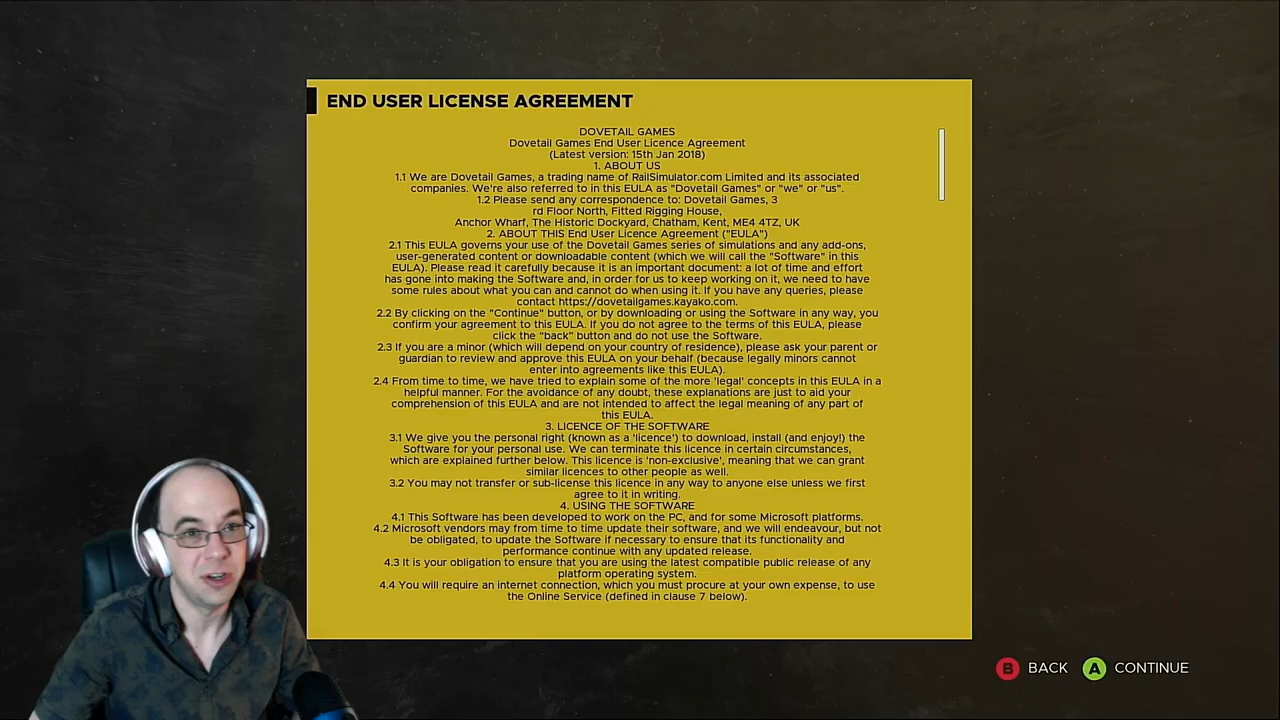 END USER LICENSE AGREEMENT
DOVETAIL GAMES
Dovetail Games End User Licence Agreement
(Latest version: 15th Jan 2018)
1. ABOUT US
1.1 We are Dovetail Games, a trading name of RailSimulator.com Limited and its associated
companies. We're also referred to in this EULA as "Dovetail Games" or "we" or "us".
1.2 Please send any correspondence to: Dovetail Games, 3
rd Floor North, Fitted Rigging House,
Anchor Wharf, The Historic Dockyard, Chatham, Kent, ME4 4TZ, UK
2. ABOUT THIS End User Licence Agreement ("EULA")
2.1 This EULA governs your use of the Dovetail Games series of simulations and any add-ons,
user-generated content or downloadable content (which we will call the "Software" in this
EULA). Please read it carefully because it is an important document: a lot of time and effort
has gone into making the Software and, in order for us to keep working on it, we need to have
some rules about what you can and cannot do when using it. If you have any queries, please
contact https://dovetailgames.kayako.com.
2.2 By clicking on the "Continue" button, or by downloading or using the Software in any way, you
confirm your agreement to this EULA. If you do not agree to the terms of this EULA, please
click the "back" button and do not use the Software.
2.3 If you are a minor (which will depend on your country of residence), please ask your parent or
guardian to review and approve this EULA on your behalf (because legally minors cannot
enter into agreements like this EULA).
2.4 From time to time, we have tried to explain some of the more 'legal' concepts in this EULA in a
helpful manner. For the avoidance of any doubt, these explanations are just to aid your
comprehension of this EULA and are not intended to affect the legal meaning of any part of
this EULA.
3. LICENCE OF THE SOFTWARE
3.1 We give you the personal right (known as a 'licence') to download, install (and enjoy!) the
Software for your personal use. We can terminate this licence in certain circumstances,
which are explained further below. This licence is 'non-exclusive', meaning that we can grant
similar licences to other people as well.
3.2 You may not transfer or sub-license this licence in any way to anyone else unless we first
agree to it in writing.
4. USING THE SOFTWARE
4.1 This Software has been developed to work on the PC, and for some Microsoft platforms.
4.2 Microsoft vendors may from time to time update their software, and we will endeavour, but not
be obligated, to update the Software if necessary to ensure that its functionality and
performance continue with any updated release.
4.3 It is your obligation to ensure that you are using the latest compatible public release of any
platform operating system.
4.4 You will require an internet connection, which you must procure at your own expense, to use
the Online Service (defined in clause 7 below).
B BACK A CONTINUE